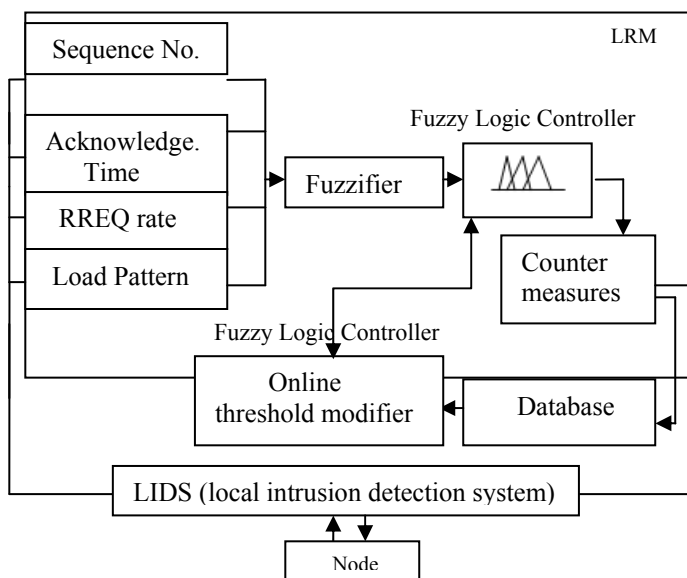 Sequence No.
LRM
Fuzzy Logic Controller
Acknowledge.
Time
Fuzzifier
RREQ rate
Load Pattern
Counter
measures
Fuzzy Logic Controller
Online
threshold modifier
Database
LIDS (local intrusion detection system)
Node